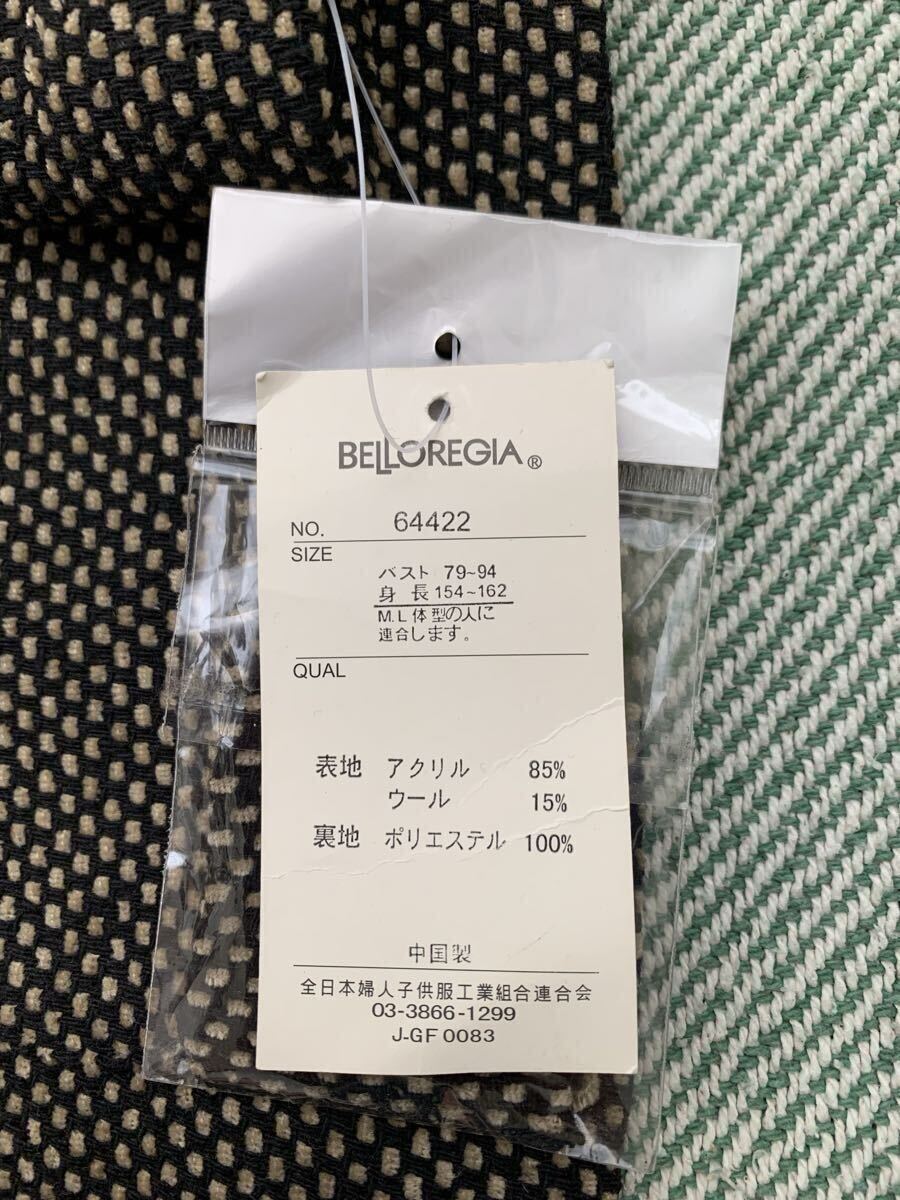 BELLOREGIA®
NO. 64422
SIZE
バスト 79~94
身長 154~162
M.L体型の人に
連合します。
QUAL
表地 アクリル 85%
ウール 15%
裏地 ポリエステル 100%
中国製
全日本婦人子供服工業組合連合会
03-3866-1299
J-GF 0083